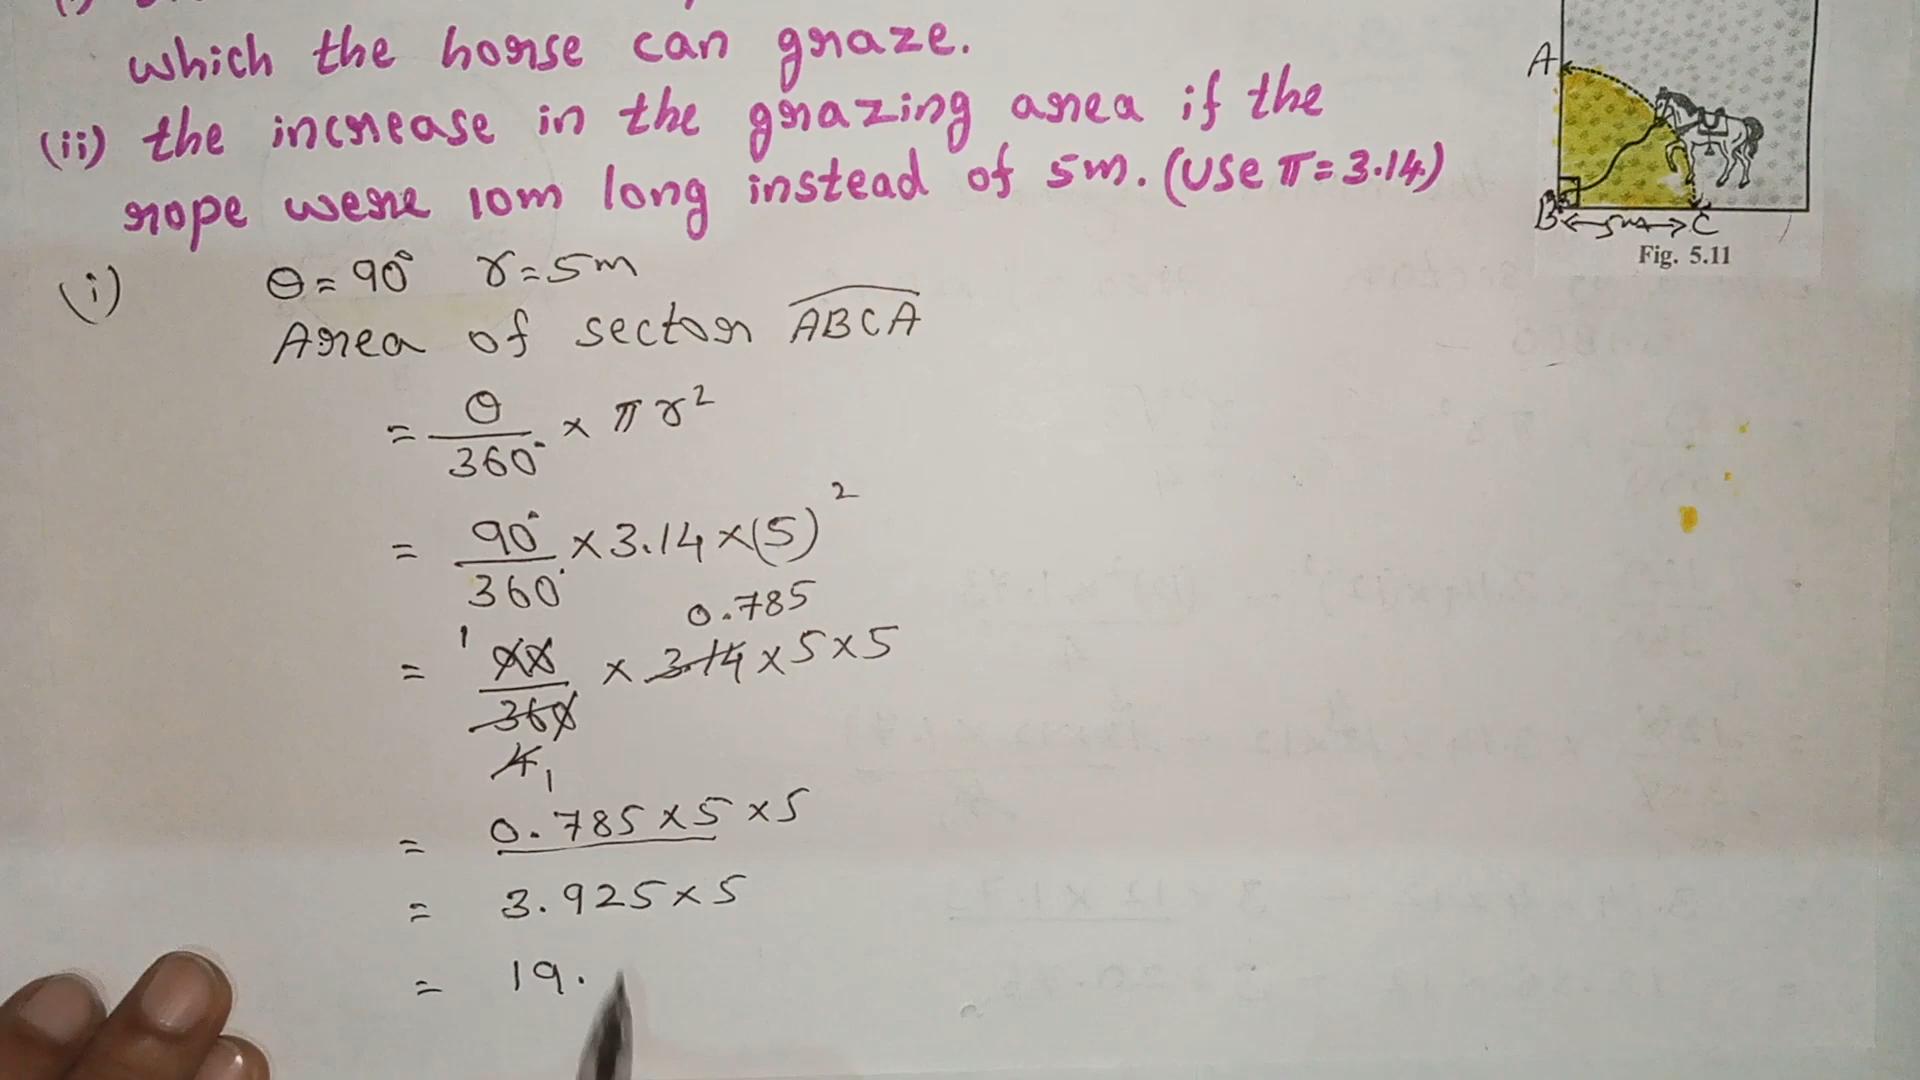 which the horse can graze.
(ii) the increase in the grazing area if the
rope were 10m long instead of 5m. (use π = 3.14)
A
B
5m
C
Fig. 5.11
(i) θ = 90° r = 5m
Area of sector ABCA
= θ/360° × πr²
= 90°/360° × 3.14 × (5)²
0.785
= 1 90/360 × 3.14 × 5 × 5
4 1
= 0.785 × 5 × 5
= 3.925 × 5
= 19.